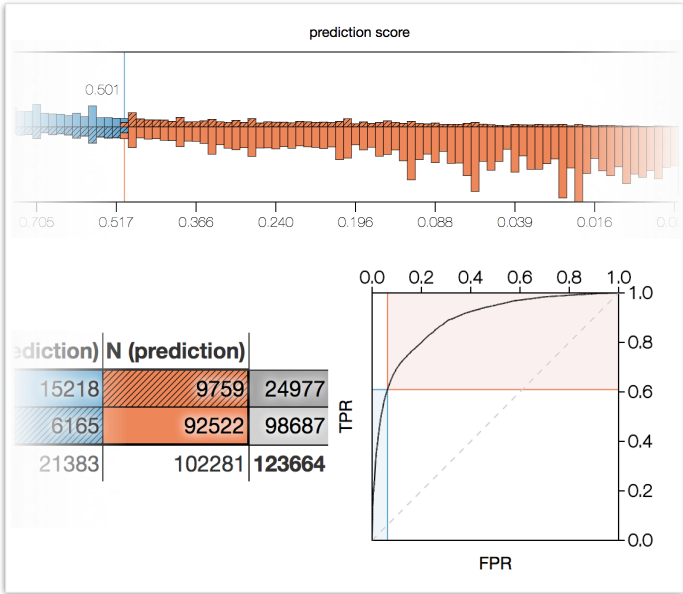 prediction score
0.501
0.705 0.517 0.366 0.240 0.196 0.088 0.039 0.016
0.0 0.2 0.4 0.6 0.8 1.0
1.0
0.8
0.6
0.4
0.2
0.0
TPR
FPR
ediction) N (prediction)
15218 9759 24977
6165 92522 98687
21383 102281 123664